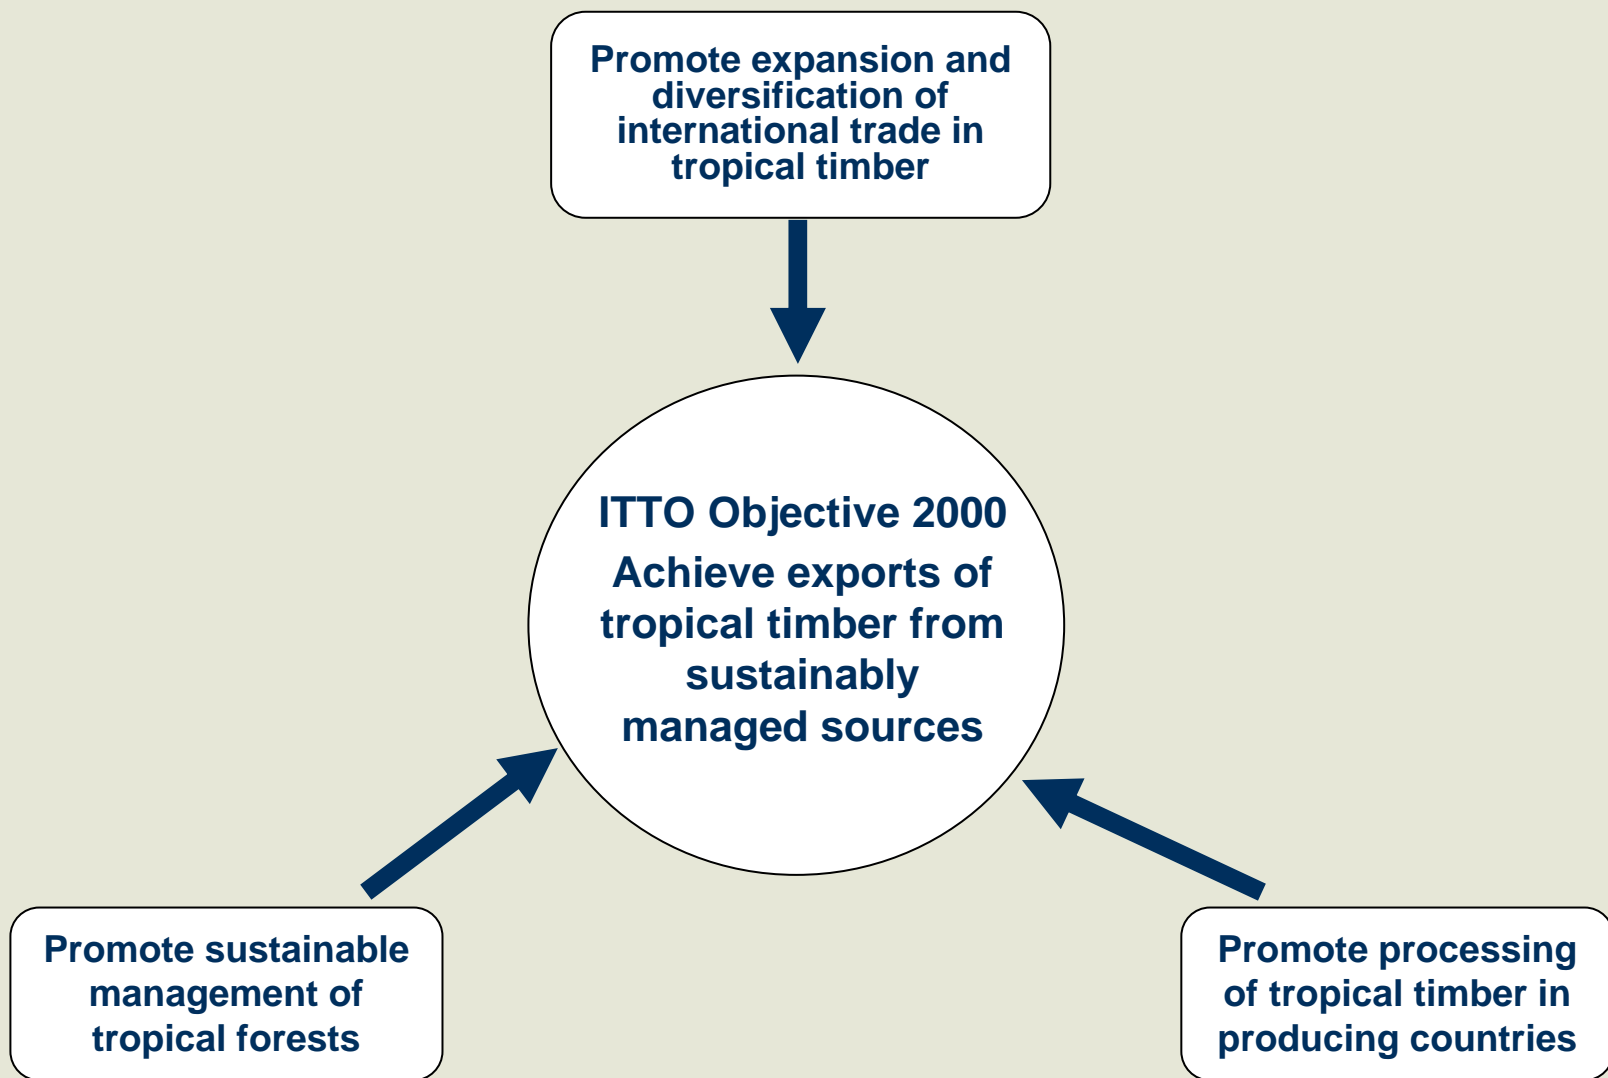 Promote expansion and
diversification of
international trade in
tropical timber
ITTO Objective 2000
Achieve exports of
tropical timber from
sustainably
managed sources
Promote sustainable
management of
tropical forests
Promote processing
of tropical timber in
producing countries